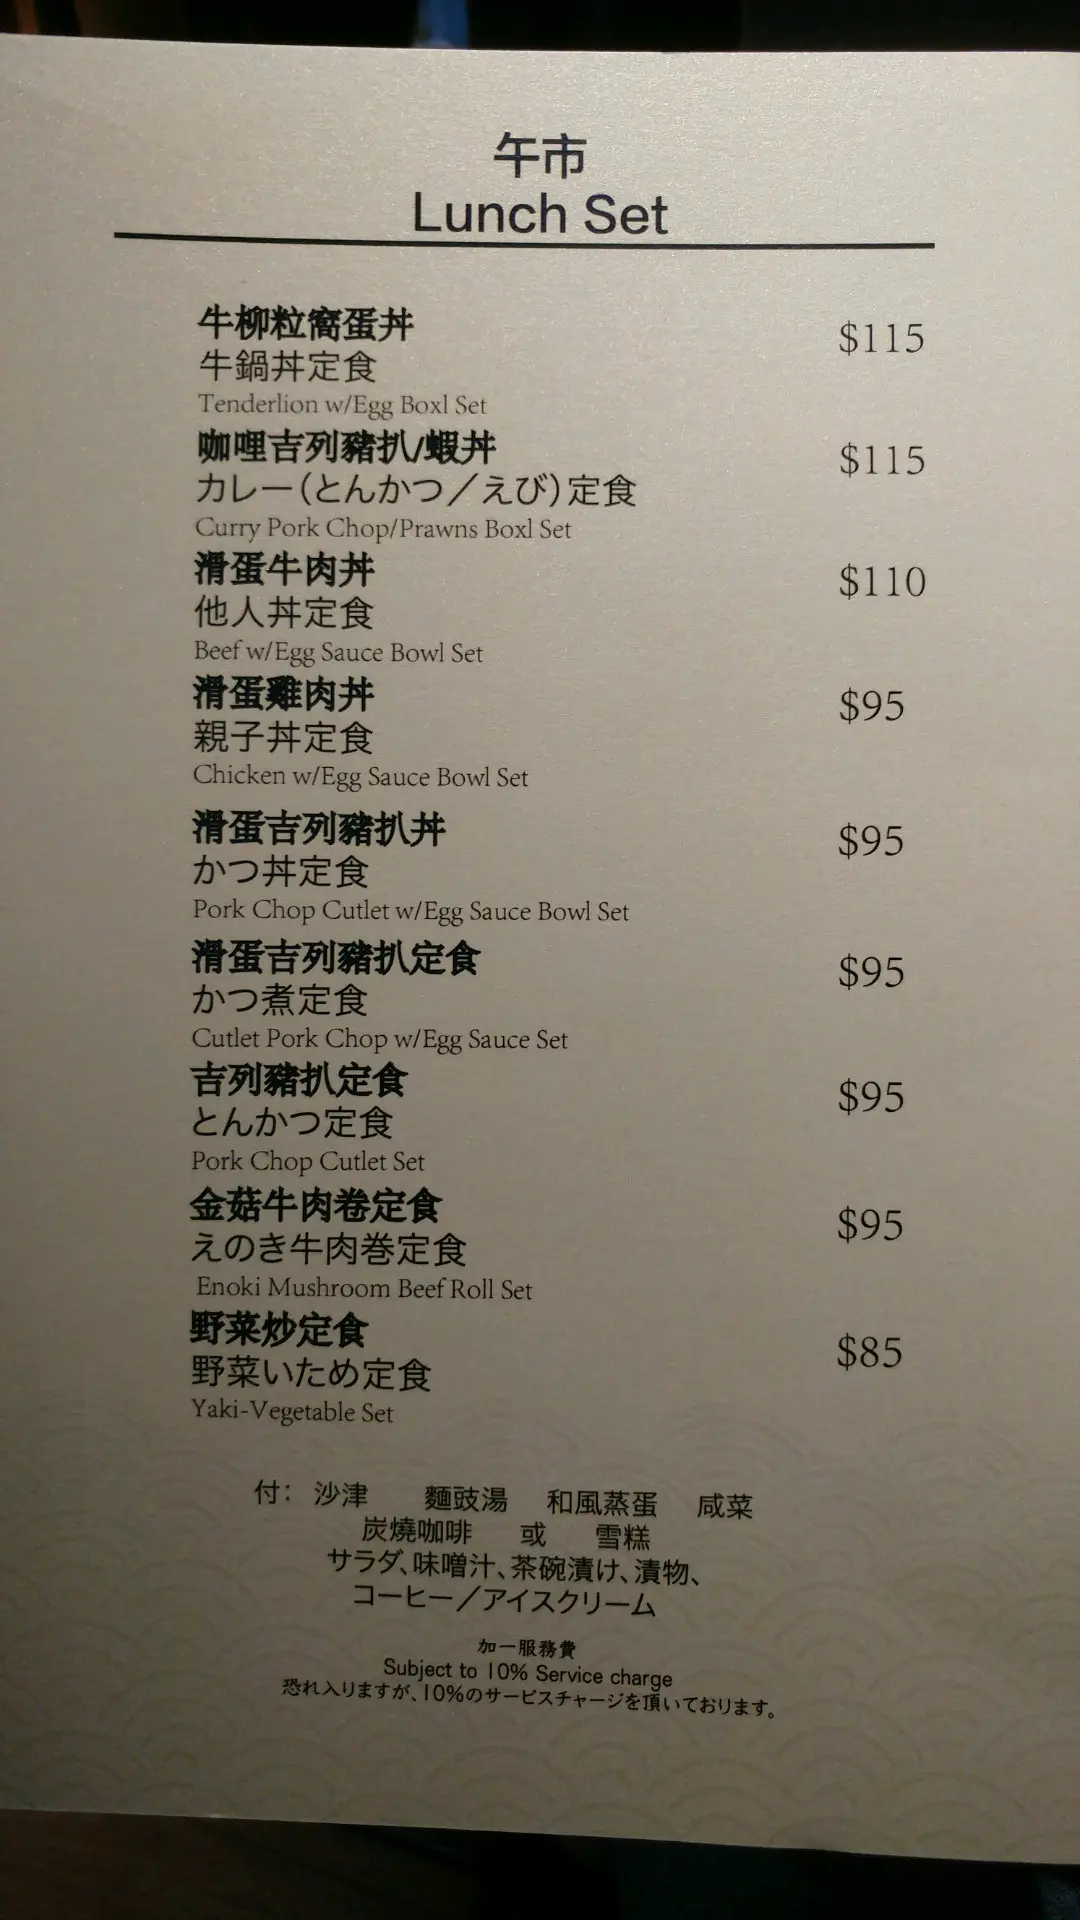 午市
Lunch Set
牛柳粒窩蛋丼
$115
牛鍋丼定食
Tenderlion w/Egg Boxl Set
咖哩吉列豬扒/蝦丼
$115
カレー(とんかつ／えび)定食
Curry Pork Chop/Prawns Boxl Set
滑蛋牛肉丼
$110
他人丼定食
Beef w/Egg Sauce Bowl Set
滑蛋雞肉丼
$95
親子丼定食
Chicken w/Egg Sauce Bowl Set
滑蛋吉列豬扒丼
$95
かつ丼定食
Pork Chop Cutlet w/Egg Sauce Bowl Set
滑蛋吉列豬扒定食
$95
かつ煮定食
Cutlet Pork Chop w/Egg Sauce Set
吉列豬扒定食
$95
とんかつ定食
Pork Chop Cutlet Set
金菇牛肉卷定食
$95
えのき牛肉巻定食
Enoki Mushroom Beef Roll Set
野菜炒定食
$85
野菜いため定食
Yaki-Vegetable Set
付： 沙津 麵豉湯 和風蒸蛋 咸菜
炭燒咖啡 或 雪糕
サラダ、味噌汁、茶碗漬け、漬物、
コーヒー／アイスクリーム
加一服務費
Subject to 10% Service charge
恐れ入りますが、10%のサービスチャージを頂いております。